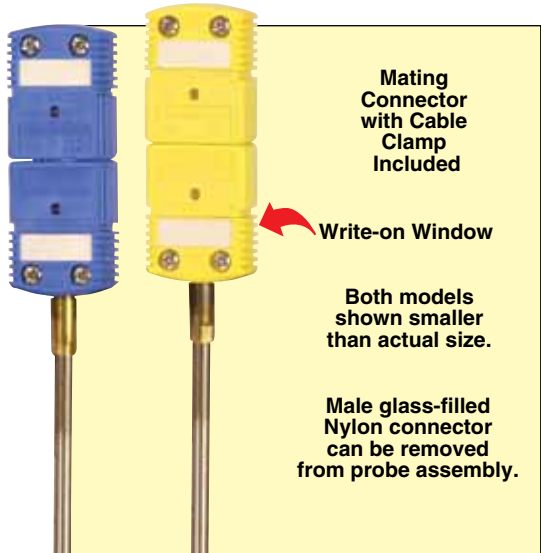 Mating
Connector
with Cable
Clamp
Included
Write-on Window
Both models
shown smaller
than actual size.
Male glass-filled
Nylon connector
can be removed
from probe assembly.